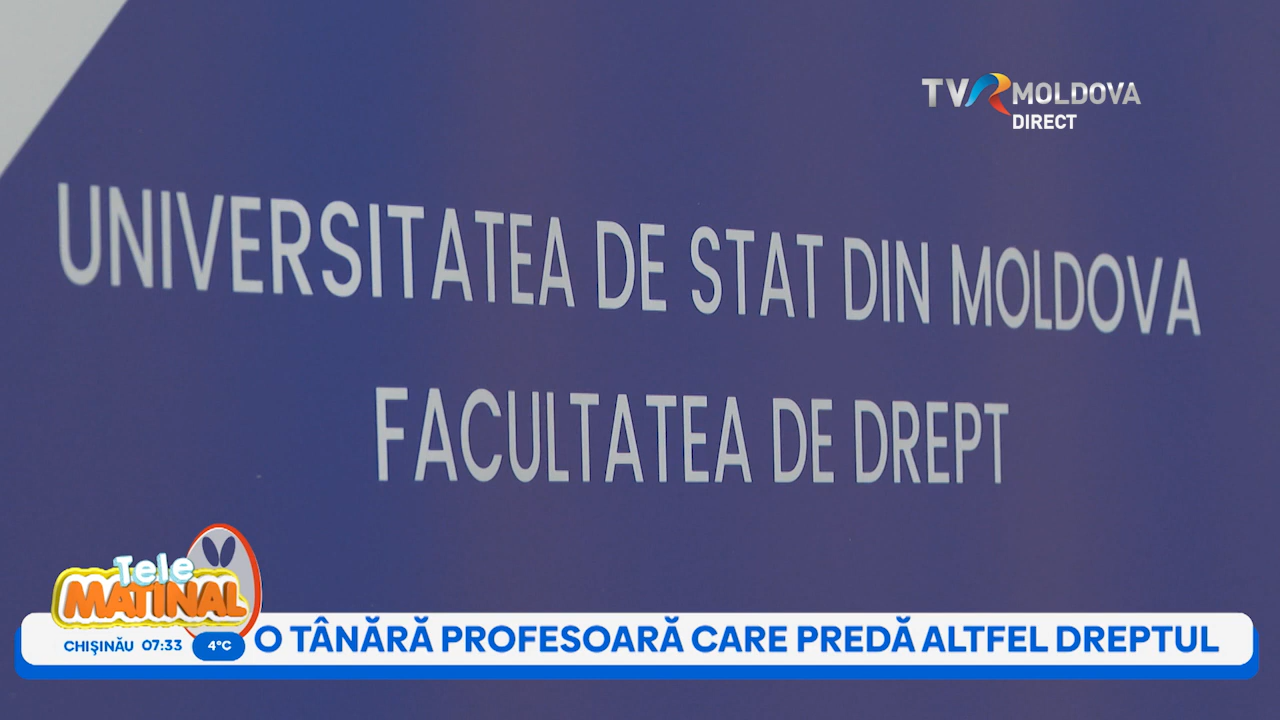 TVR MOLDOVA
DIRECT
UNIVERSITATEA DE STAT DIN MOLDOVA
FACULTATEA DE DREPT
Tele
MATINAL
CHIȘINĂU 07:33 4°C
O TÂNĂRĂ PROFESOARĂ CARE PREDĂ ALTFEL DREPTUL